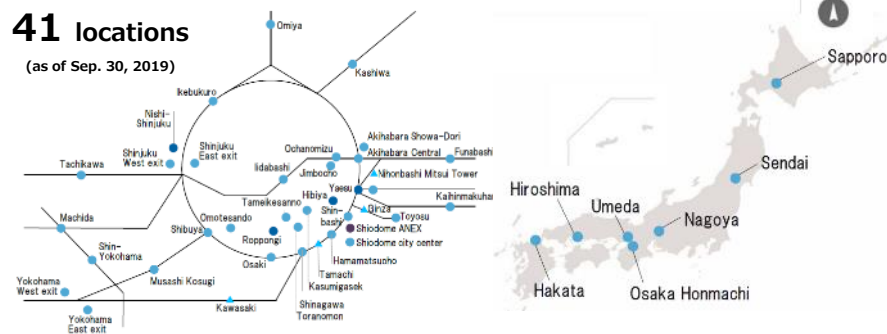 41 locations
(as of Sep. 30, 2019)
Omiya
Kashiwa
Ikebukuro
Nishi-
Shinjuku
Shinjuku
West exit
Shinjuku
East exit
Tachikawa
Iidabashi
Ochanomizu
Jimbocho
Akihabara Showa-Dori
Akihabara Central
Funabashi
Nihonbashi Mitsui Tower
Yaesu
Kaihinmakuhari
Hibiya
Tameikesanno
Ginza
Toyosu
Shin-
bashi
Shiodome ANEX
Shiodome city center
Omotesando
Shibuya
Roppongi
Hamamatsuoho
Machida
Shin-
Yokohama
Osaki
Tamachi
Kasumigasek
Musashi Kosugi
Shinagawa
Toranomon
Yokohama
West exit
Kawasaki
Yokohama
East exit
Sapporo
Sendai
Hiroshima
Umeda
Nagoya
Hakata
Osaka Honmachi